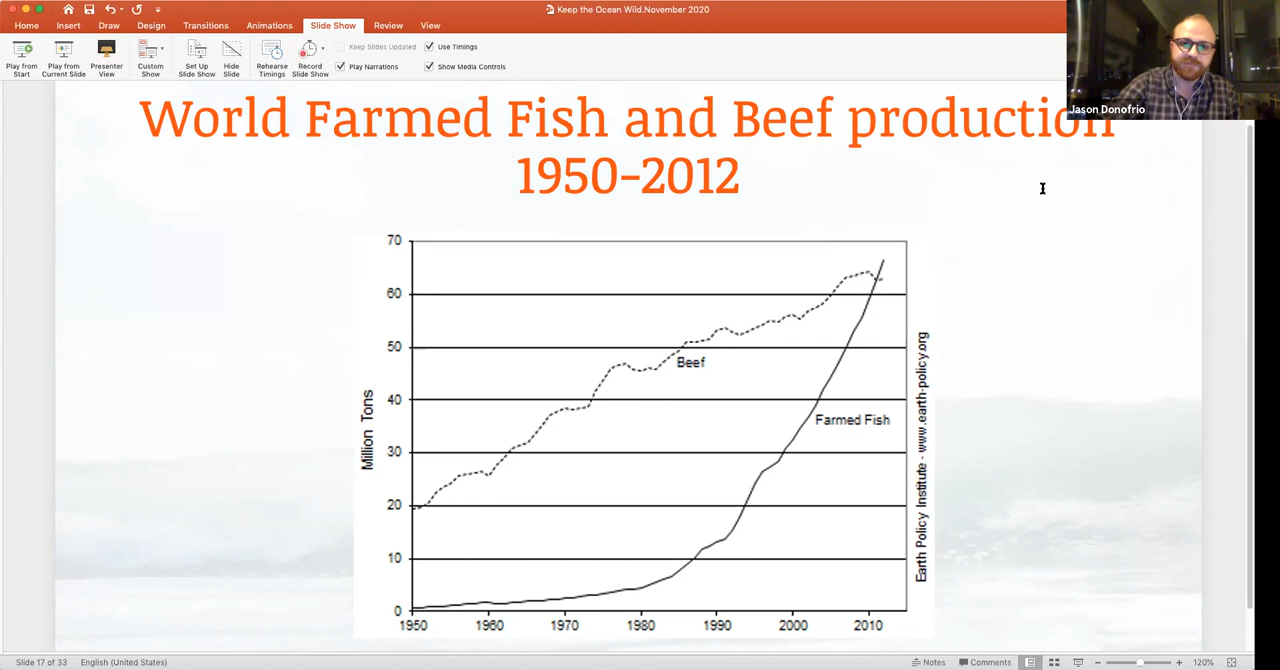 Keep the Ocean Wild.November 2020
Home Insert Draw Design Transitions Animations Slide Show Review View
Play from Start
Play from Current Slide
Presenter View
Custom Show
Set Up Slide Show
Hide Slide
Rehearse Timings
Record Slide Show
Keep Slides Updated
Use Timings
Play Narrations
Show Media Controls
Jason Donofrio
World Farmed Fish and Beef production
1950-2012
70
60
50
40
30
20
10
0
Million Tons
Beef
Farmed Fish
Earth Policy Institute - www.earth-policy.org
1950 1960 1970 1980 1990 2000 2010
Slide 17 of 33 English (United States) Notes Comments 120%